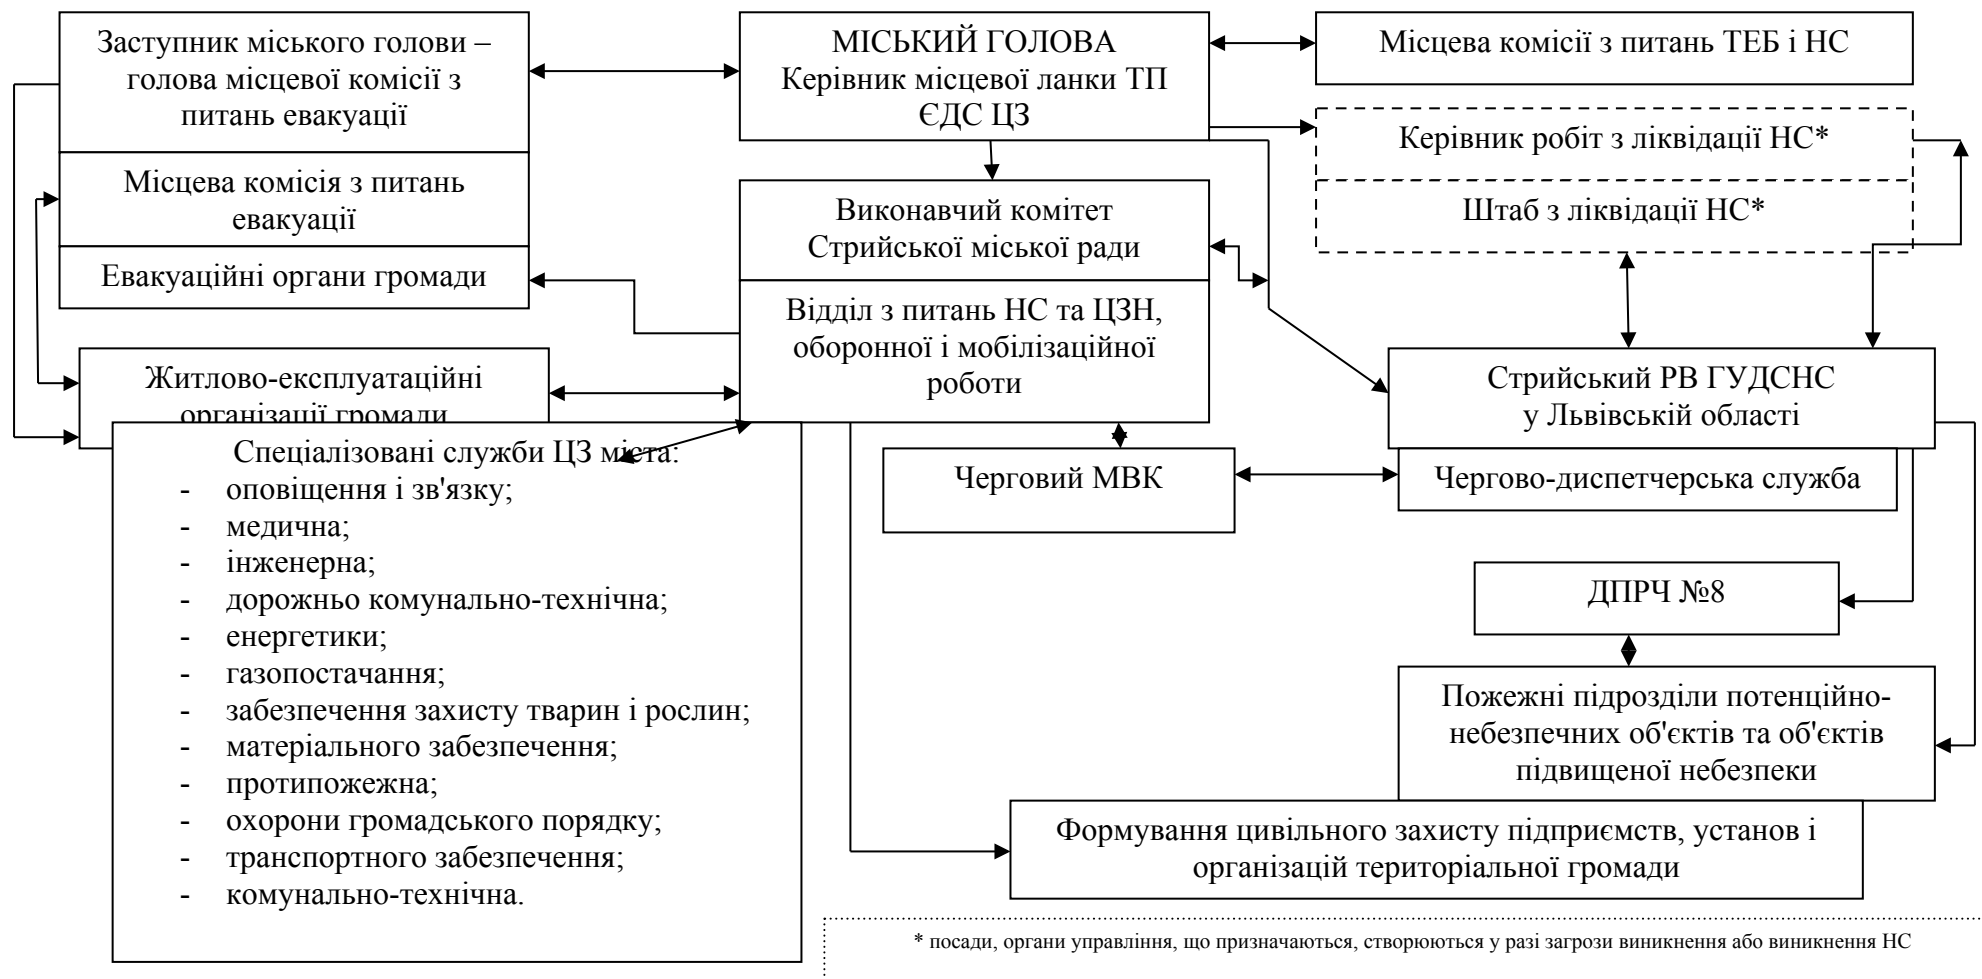 Заступник міського голови –
голова місцевої комісії з
питань евакуації
Місцева комісія з питань
евакуації
Евакуаційні органи громади
МІСЬКИЙ ГОЛОВА
Керівник місцевої ланки ТП
ЄДС ЦЗ
Місцева комісії з питань ТЕБ і НС
Керівник робіт з ліквідації НС*
Штаб з ліквідації НС*
Виконавчий комітет
Стрийської міської ради
Відділ з питань НС та ЦЗН,
оборонної і мобілізаційної
роботи
Житлово-експлуатаційні
організації громади
Стрийський РВ ГУДСНС
у Львівській області
Чергово-диспетчерська служба
Черговий МВК
Спеціалізовані служби ЦЗ міста:
- оповіщення і зв'язку;
- медична;
- інженерна;
- дорожньо комунально-технічна;
- енергетики;
- газопостачання;
- забезпечення захисту тварин і рослин;
- матеріального забезпечення;
- протипожежна;
- охорони громадського порядку;
- транспортного забезпечення;
- комунально-технічна.
ДПРЧ №8
Пожежні підрозділи потенційно-
небезпечних об'єктів та об'єктів
підвищеної небезпеки
Формування цивільного захисту підприємств, установ і
організацій територіальної громади
* посади, органи управління, що призначаються, створюються у разі загрози виникнення або виникнення НС